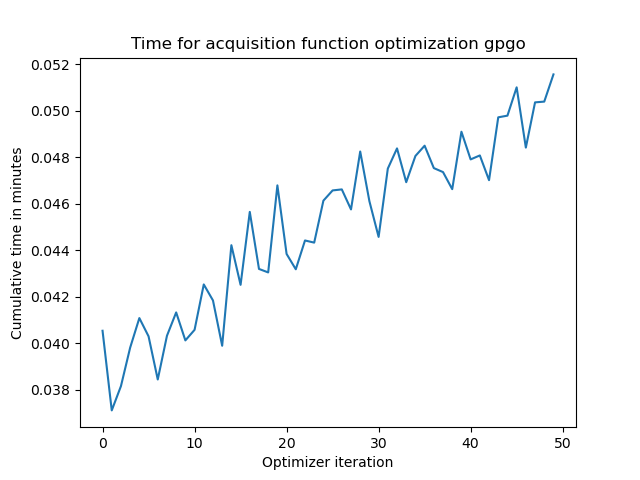 Time for acquisition function optimization gpgo
0.052
0.050
0.048
0.046
0.044
0.042
0.040
0.038
Cumulative time in minutes
0 10 20 30 40 50
Optimizer iteration